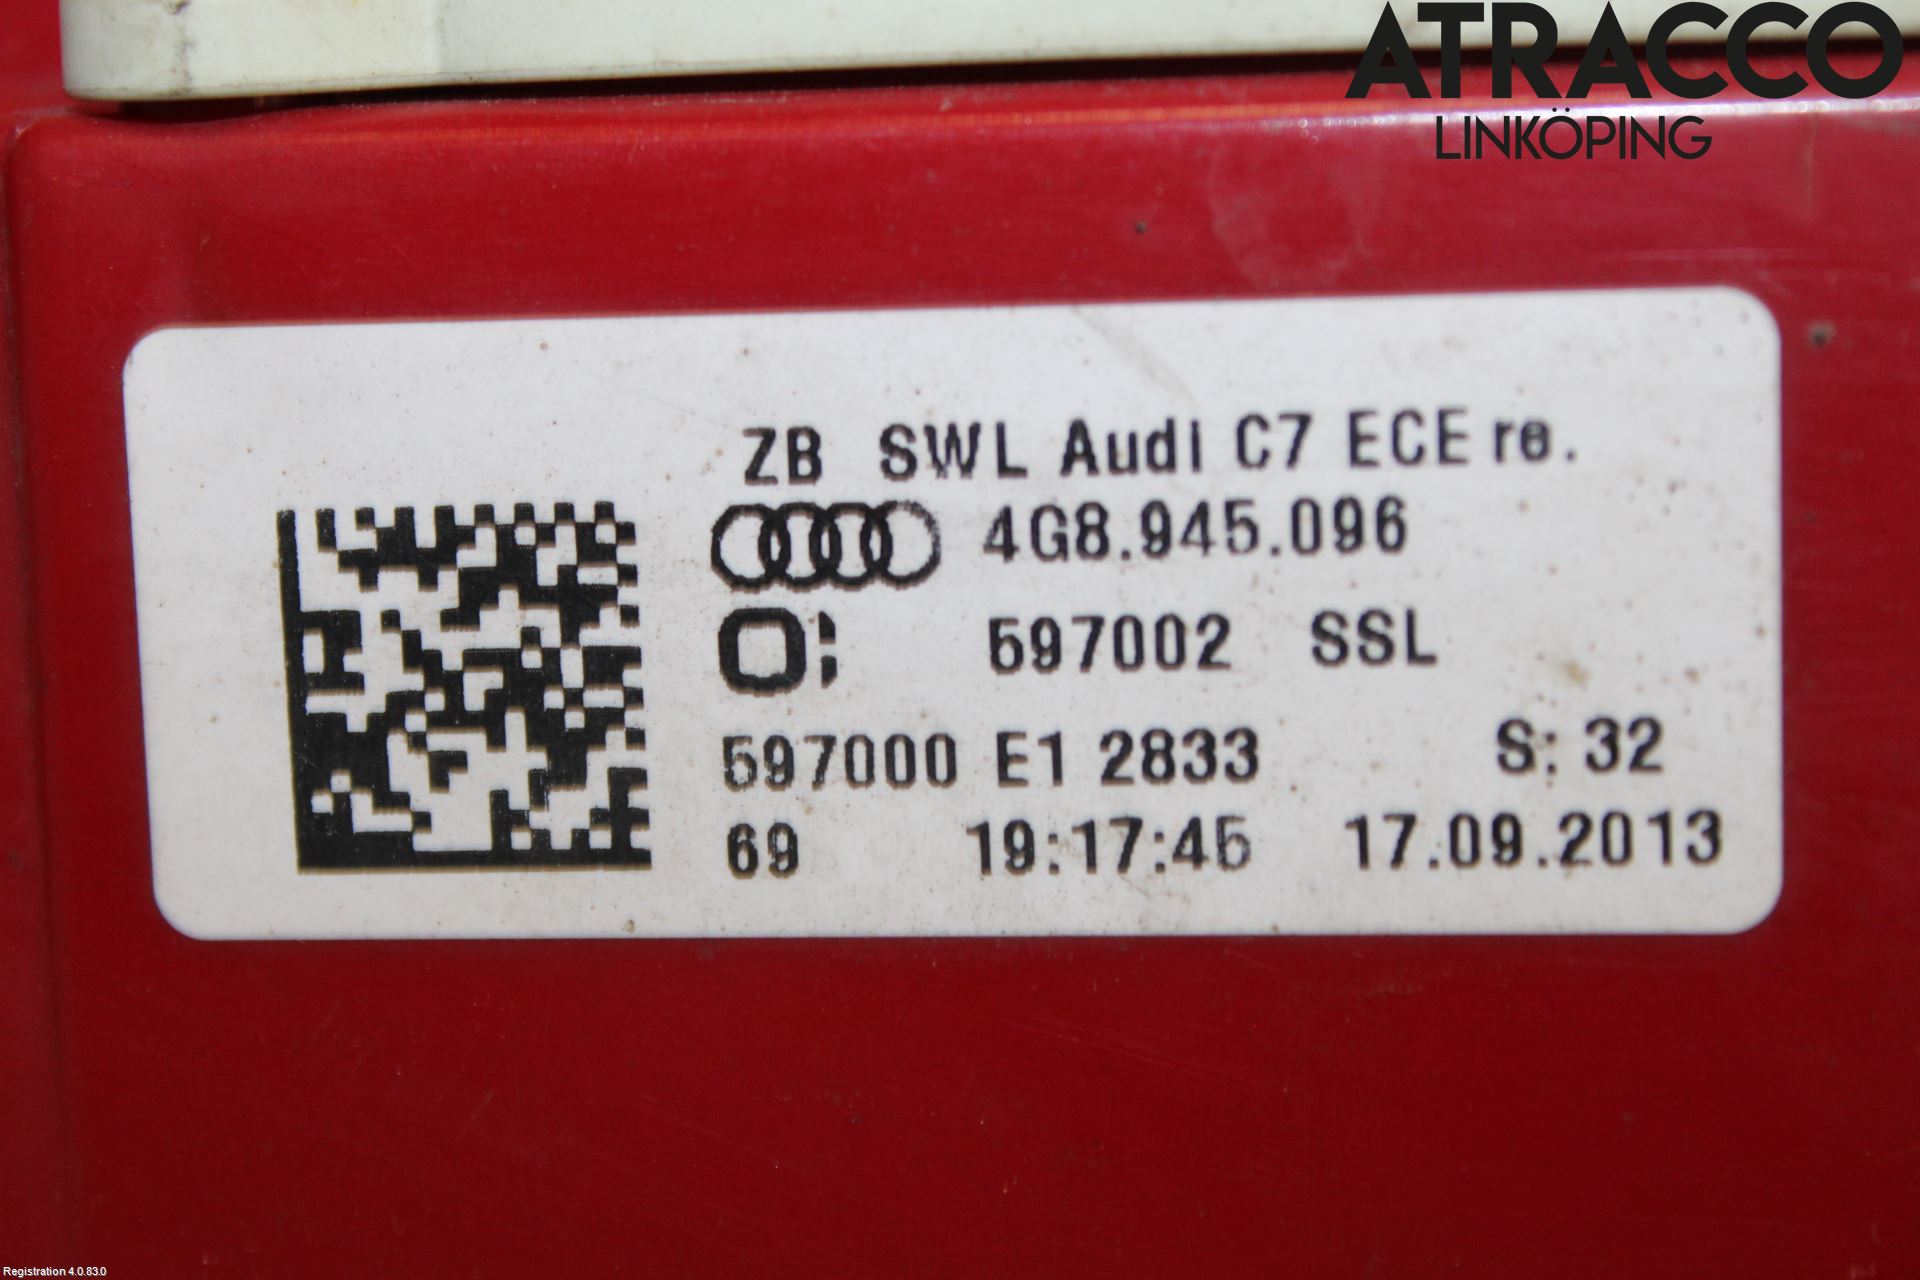 ATRACCO
LINKÖPING
ZB SWL Audi C7 ECE re.
4G8.945.096
597002 SSL
597000 E1 2833 S: 32
69 19:17:45 17.09.2013
Registration 4.0.83.0